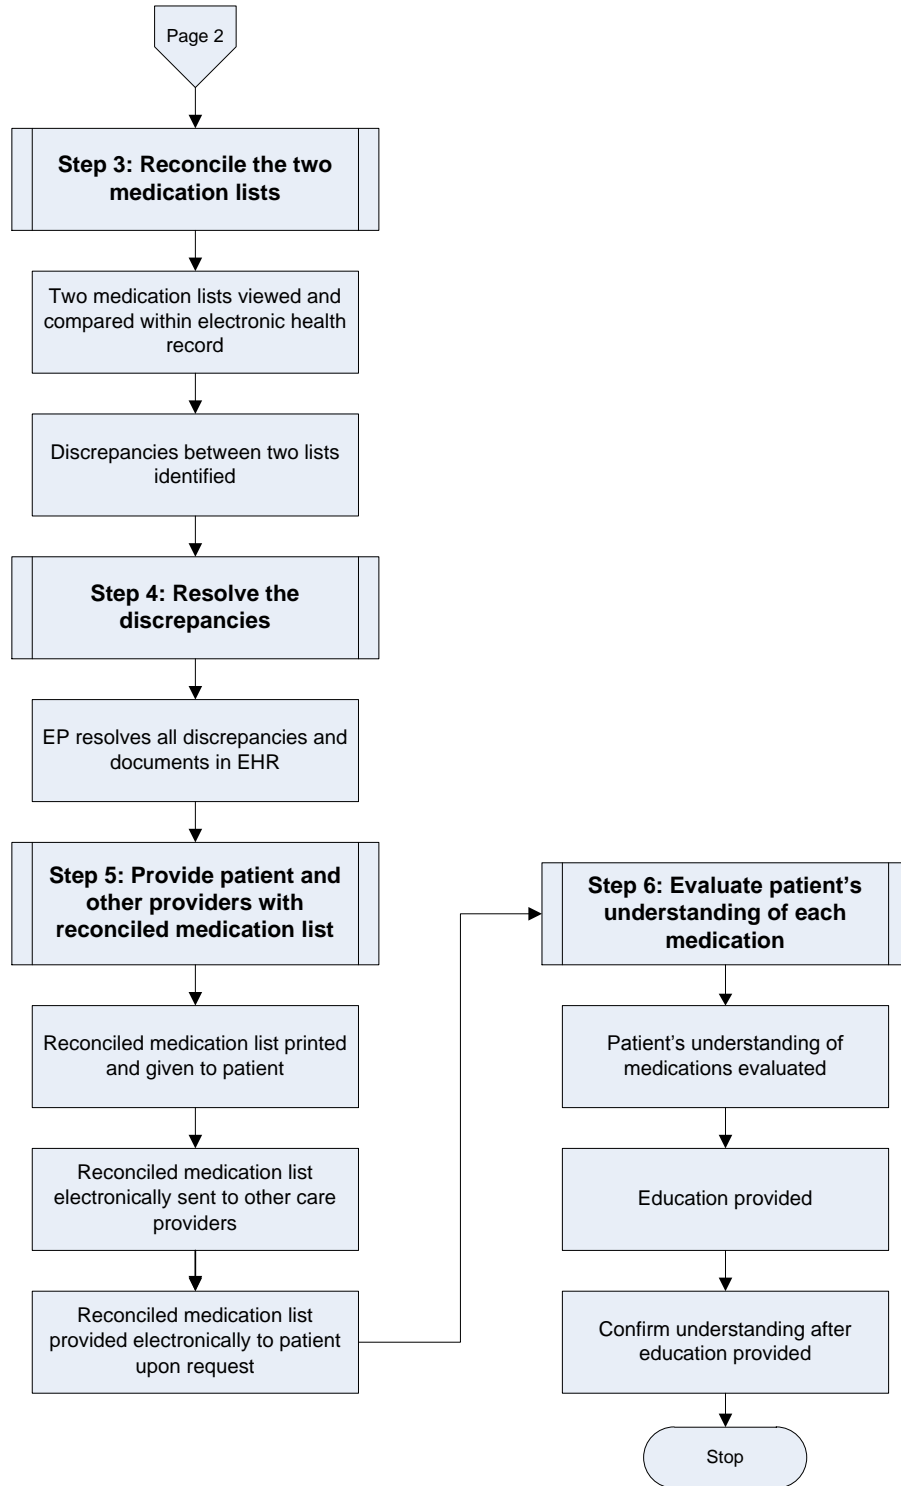 Page 2
Step 3: Reconcile the two
medication lists
Two medication lists viewed and
compared within electronic health
record
Discrepancies between two lists
identified
Step 4: Resolve the
discrepancies
EP resolves all discrepancies and
documents in EHR
Step 5: Provide patient and
other providers with
reconciled medication list
Reconciled medication list printed
and given to patient
Reconciled medication list
electronically sent to other care
providers
Reconciled medication list
provided electronically to patient
upon request
Step 6: Evaluate patient’s
understanding of each
medication
Patient’s understanding of
medications evaluated
Education provided
Confirm understanding after
education provided
Stop